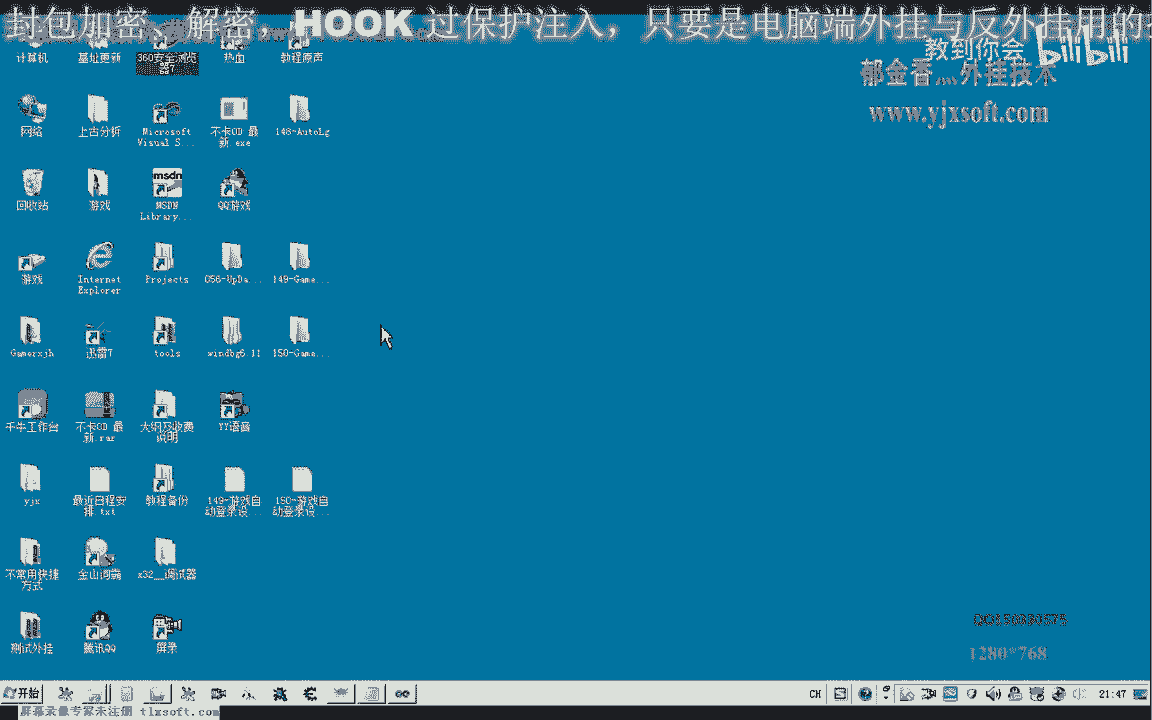 封包加密、解密，HOOK 过保护注入，只要是电脑端外挂与反外挂用的
教到你会
bilibili
郁金香灬外挂技术
www.yjxsoft.com
计算机
基址更新
360安全浏览器7
热血
教程原声
网络
上古分析
Microsoft Visual S...
不卡OD 最新.exe
148-AutoLg
回收站
游戏
MSDN Library...
QQ游戏
游戏
Internet Explorer
Projects
056-UpDa...
149-Game...
Gamerxjh
迅雷7
tools
windbg6.11
150-Game...
千牛工作台
不卡OD 最新.rar
大纲及收费说明
YY语音
yjx
最近日程安排.txt
教程备份
149-游戏自动登录设...
150-游戏自动登录设...
不常用快捷方式
金山词霸
x32__调试器
测试外挂
腾讯QQ
屏录
QQ150330575
1280*768
开始
CH
21:47
屏幕录像专家未注册 tlxsoft.com